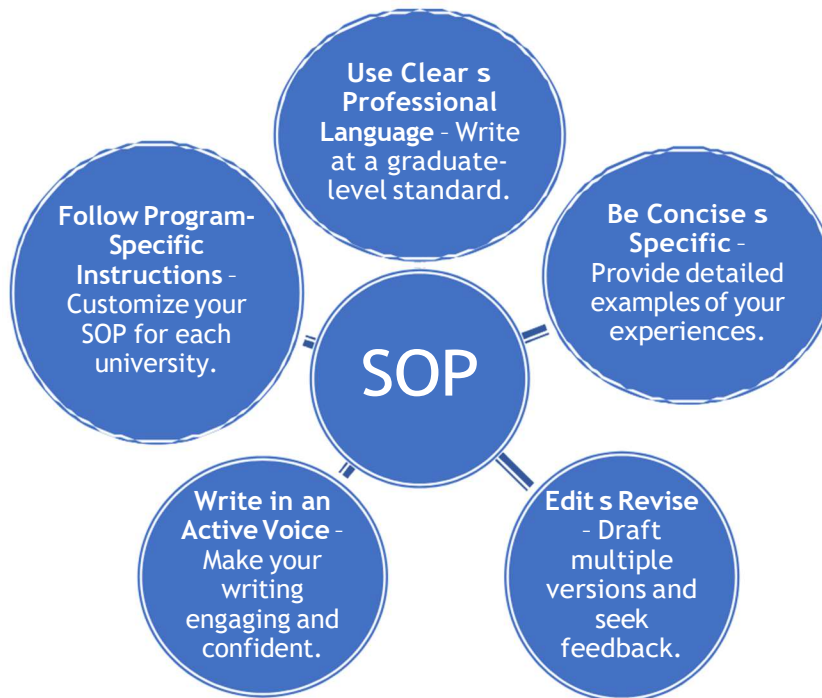 Use Clear s
Professional
Language – Write
at a graduate-
level standard.
Follow Program-
Specific
Instructions –
Customize your
SOP for each
university.
Be Concise s
Specific –
Provide detailed
examples of your
experiences.
SOP
Write in an
Active Voice –
Make your
writing
engaging and
confident.
Edit s Revise
– Draft
multiple
versions and
seek
feedback.